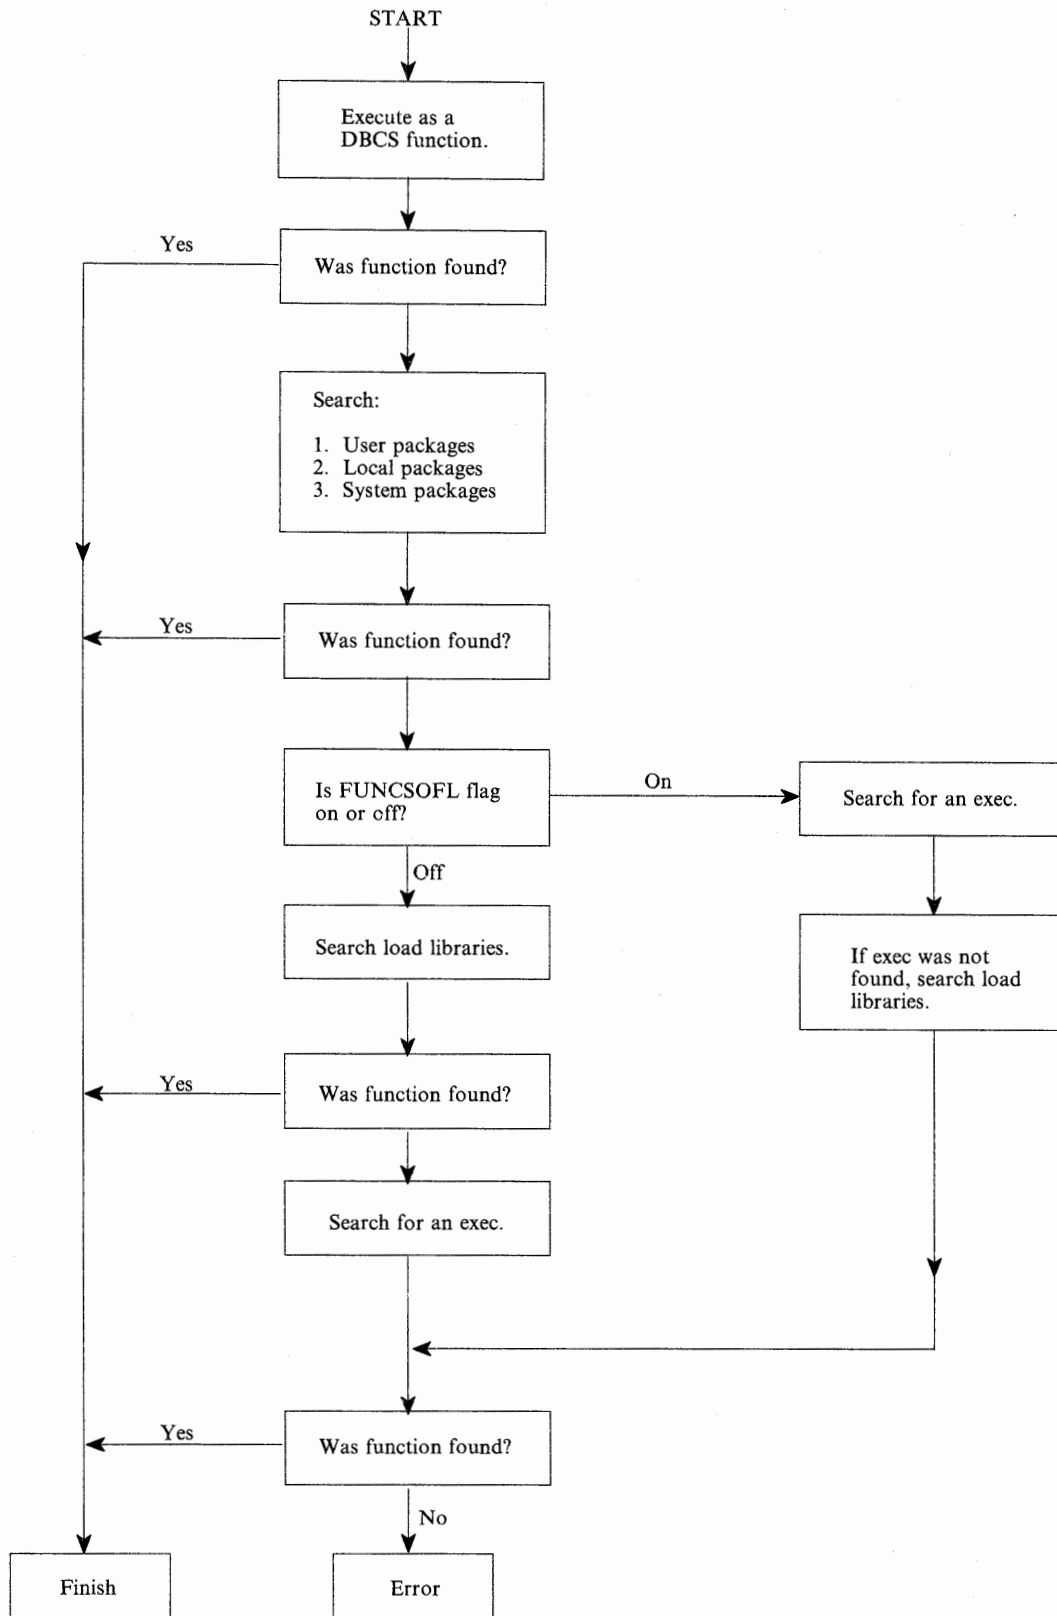 START
Execute as a
DBCS function.
Yes
Was function found?
Search:
1. User packages
2. Local packages
3. System packages
Yes
Was function found?
Is FUNCSOFL flag
on or off?
On
Search for an exec.
Off
Search load libraries.
If exec was not
found, search load
libraries.
Yes
Was function found?
Search for an exec.
Yes
Was function found?
No
Finish
Error